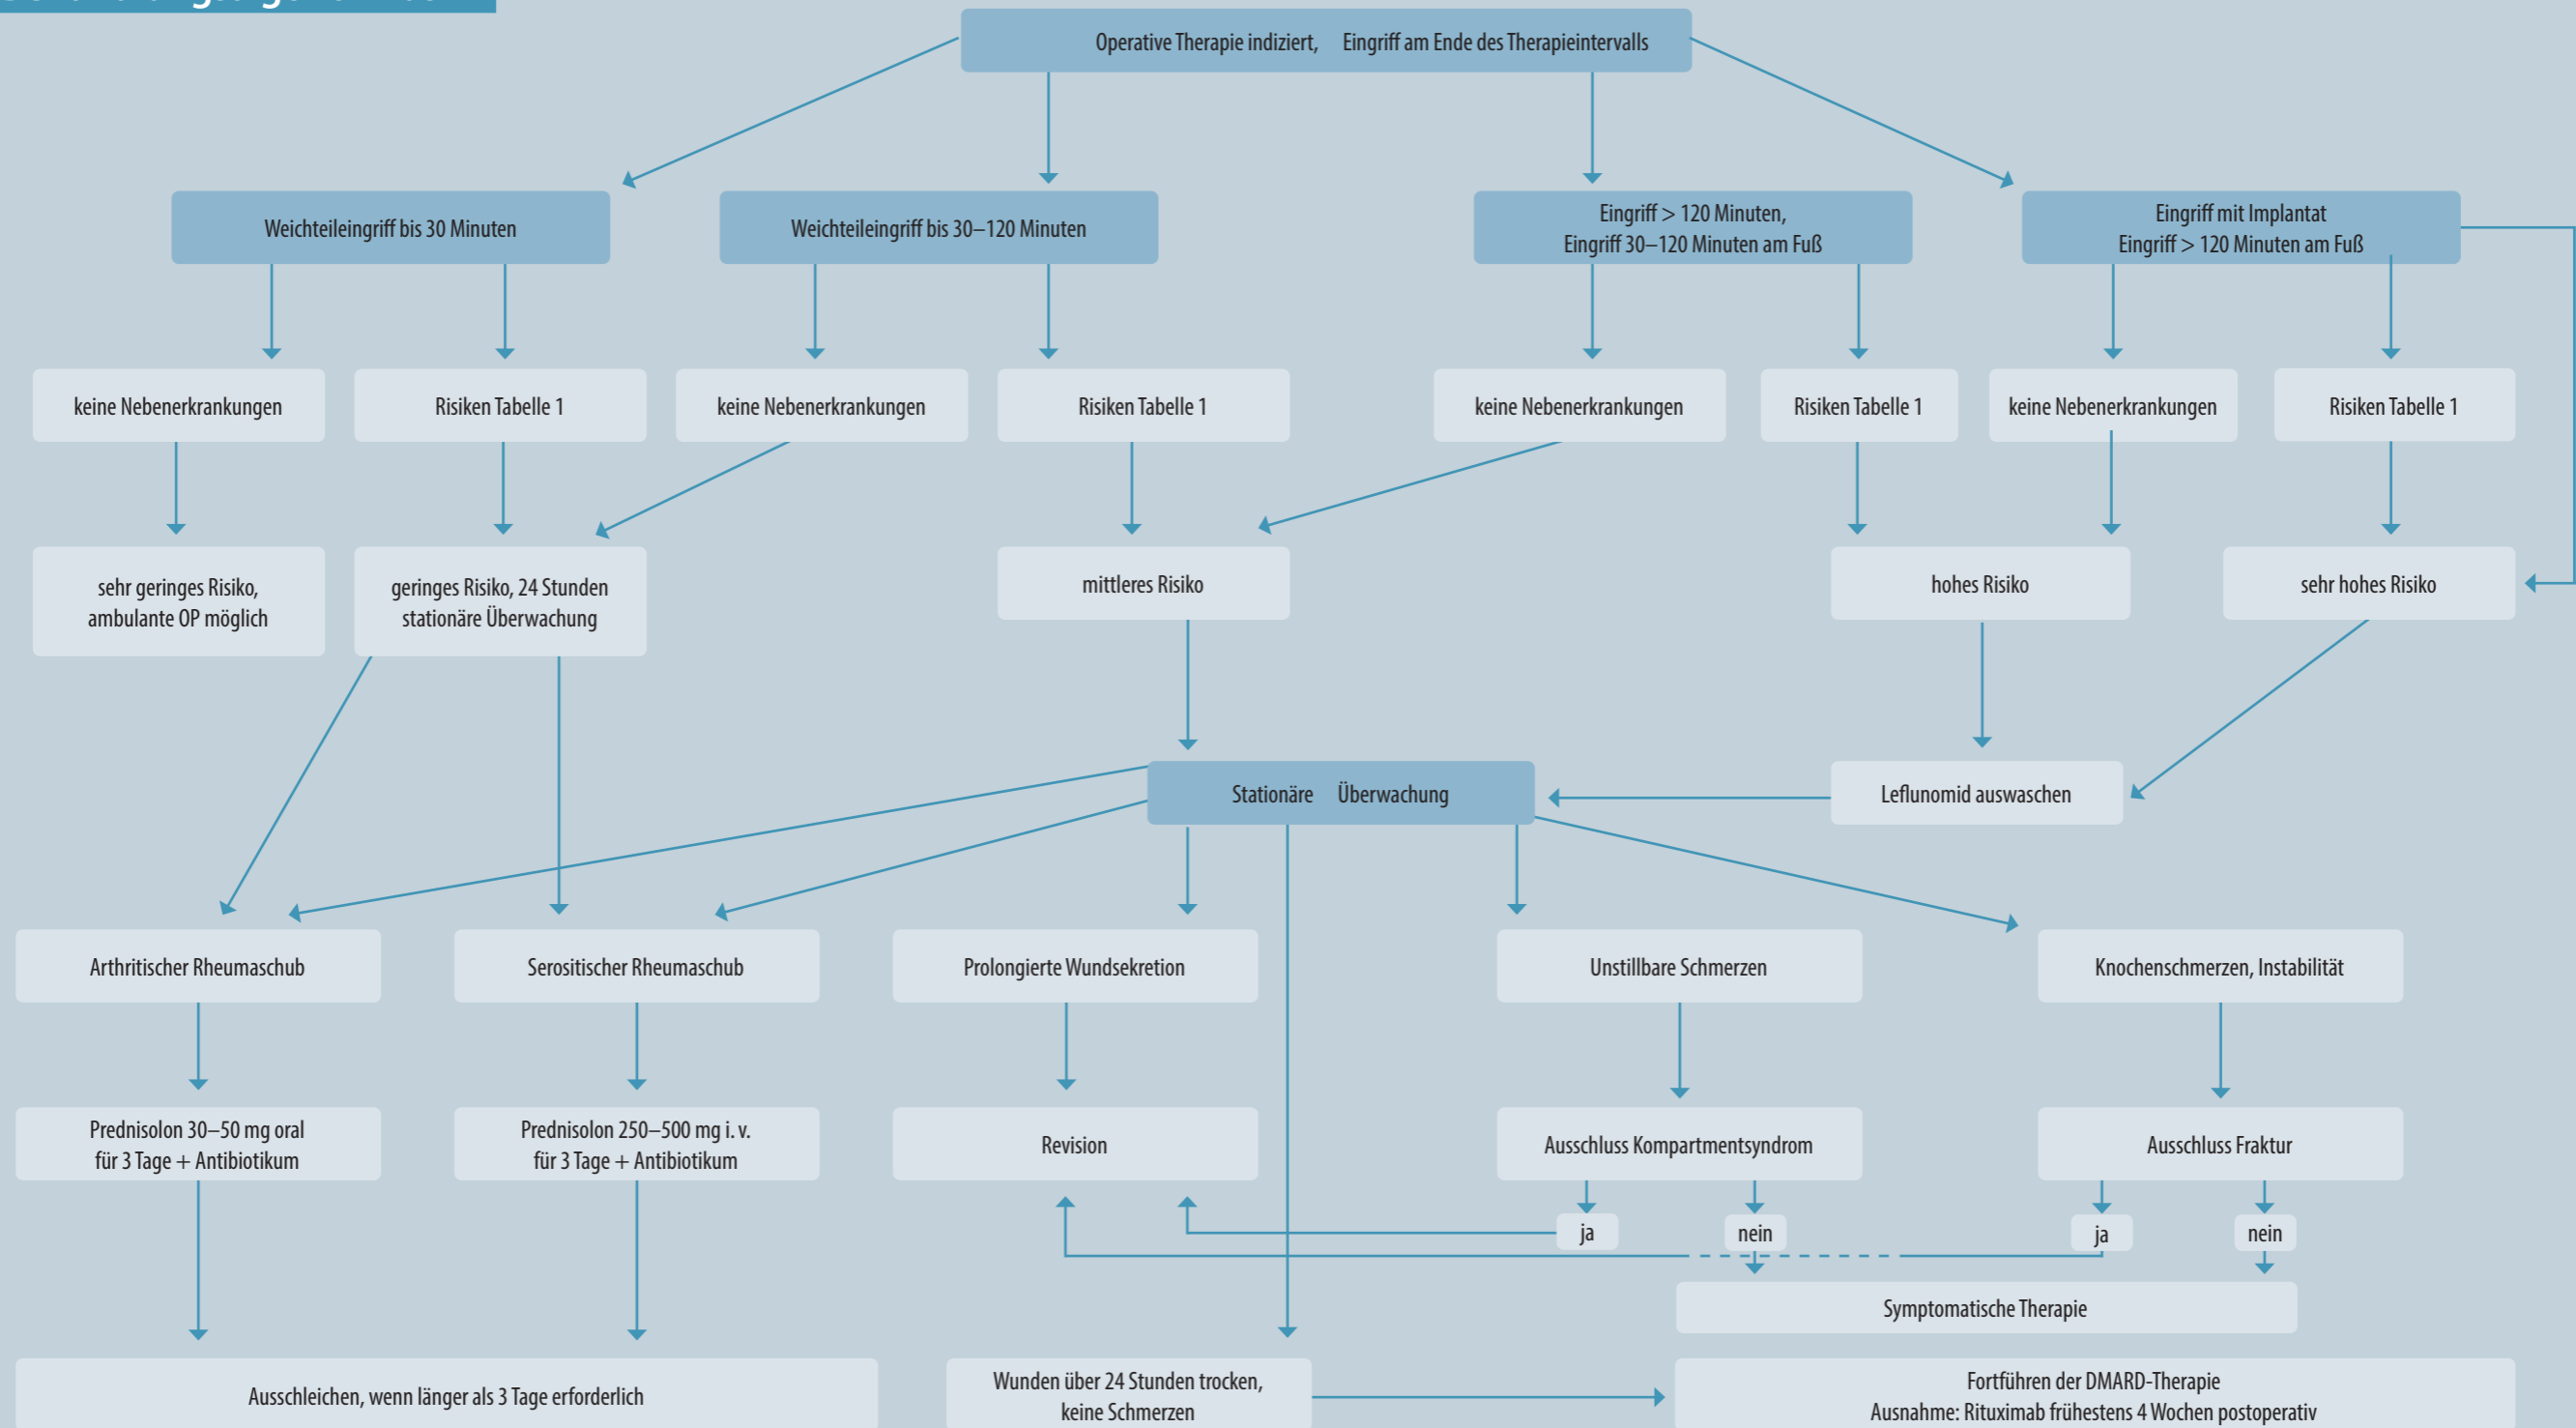 Operative Therapie indiziert, Eingriff am Ende des Therapieintervalls
Weichteileingriff bis 30 Minuten
Weichteileingriff bis 30–120 Minuten
Eingriff > 120 Minuten,
Eingriff 30–120 Minuten am Fuß
Eingriff mit Implantat
Eingriff > 120 Minuten am Fuß
keine Nebenerkrankungen
Risiken Tabelle 1
keine Nebenerkrankungen
Risiken Tabelle 1
keine Nebenerkrankungen
Risiken Tabelle 1
keine Nebenerkrankungen
Risiken Tabelle 1
sehr geringes Risiko,
ambulante OP möglich
geringes Risiko, 24 Stunden
stationäre Überwachung
mittleres Risiko
hohes Risiko
sehr hohes Risiko
Stationäre Überwachung
Leflunomid auswaschen
Arthritischer Rheumaschub
Serositischer Rheumaschub
Prolongierte Wundsekretion
Unstillbare Schmerzen
Knochenschmerzen, Instabilität
Prednisolon 30–50 mg oral
für 3 Tage + Antibiotikum
Prednisolon 250–500 mg i. v.
für 3 Tage + Antibiotikum
Revision
Ausschluss Kompartmentsyndrom
Ausschluss Fraktur
ja
nein
ja
nein
Symptomatische Therapie
Ausschleichen, wenn länger als 3 Tage erforderlich
Wunden über 24 Stunden trocken,
keine Schmerzen
Fortführen der DMARD-Therapie
Ausnahme: Rituximab frühestens 4 Wochen postoperativ